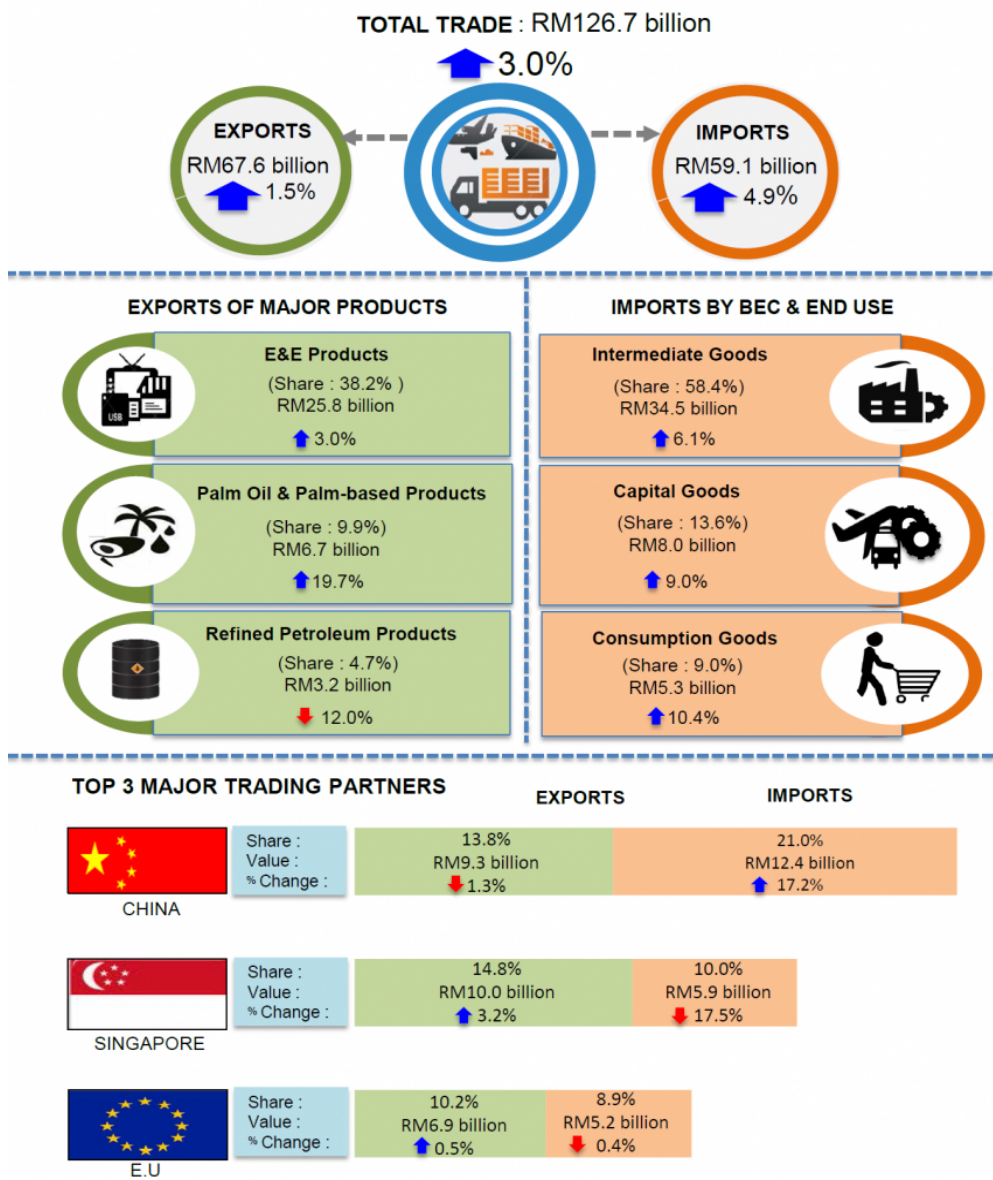 TOTAL TRADE : RM126.7 billion
3.0%
EXPORTS
RM67.6 billion
1.5%
IMPORTS
RM59.1 billion
4.9%
EXPORTS OF MAJOR PRODUCTS
E&E Products
(Share : 38.2% )
RM25.8 billion
3.0%
USB
Palm Oil & Palm-based Products
(Share : 9.9%)
RM6.7 billion
19.7%
Refined Petroleum Products
(Share : 4.7%)
RM3.2 billion
12.0%
IMPORTS BY BEC & END USE
Intermediate Goods
(Share : 58.4%)
RM34.5 billion
6.1%
Capital Goods
(Share : 13.6%)
RM8.0 billion
9.0%
Consumption Goods
(Share : 9.0%)
RM5.3 billion
10.4%
TOP 3 MAJOR TRADING PARTNERS
EXPORTS
IMPORTS
Share : 13.8% 21.0%
Value : RM9.3 billion RM12.4 billion
% Change : 1.3% 17.2%
CHINA
Share : 14.8% 10.0%
Value : RM10.0 billion RM5.9 billion
% Change : 3.2% 17.5%
SINGAPORE
Share : 10.2% 8.9%
Value : RM6.9 billion RM5.2 billion
% Change : 0.5% 0.4%
E.U